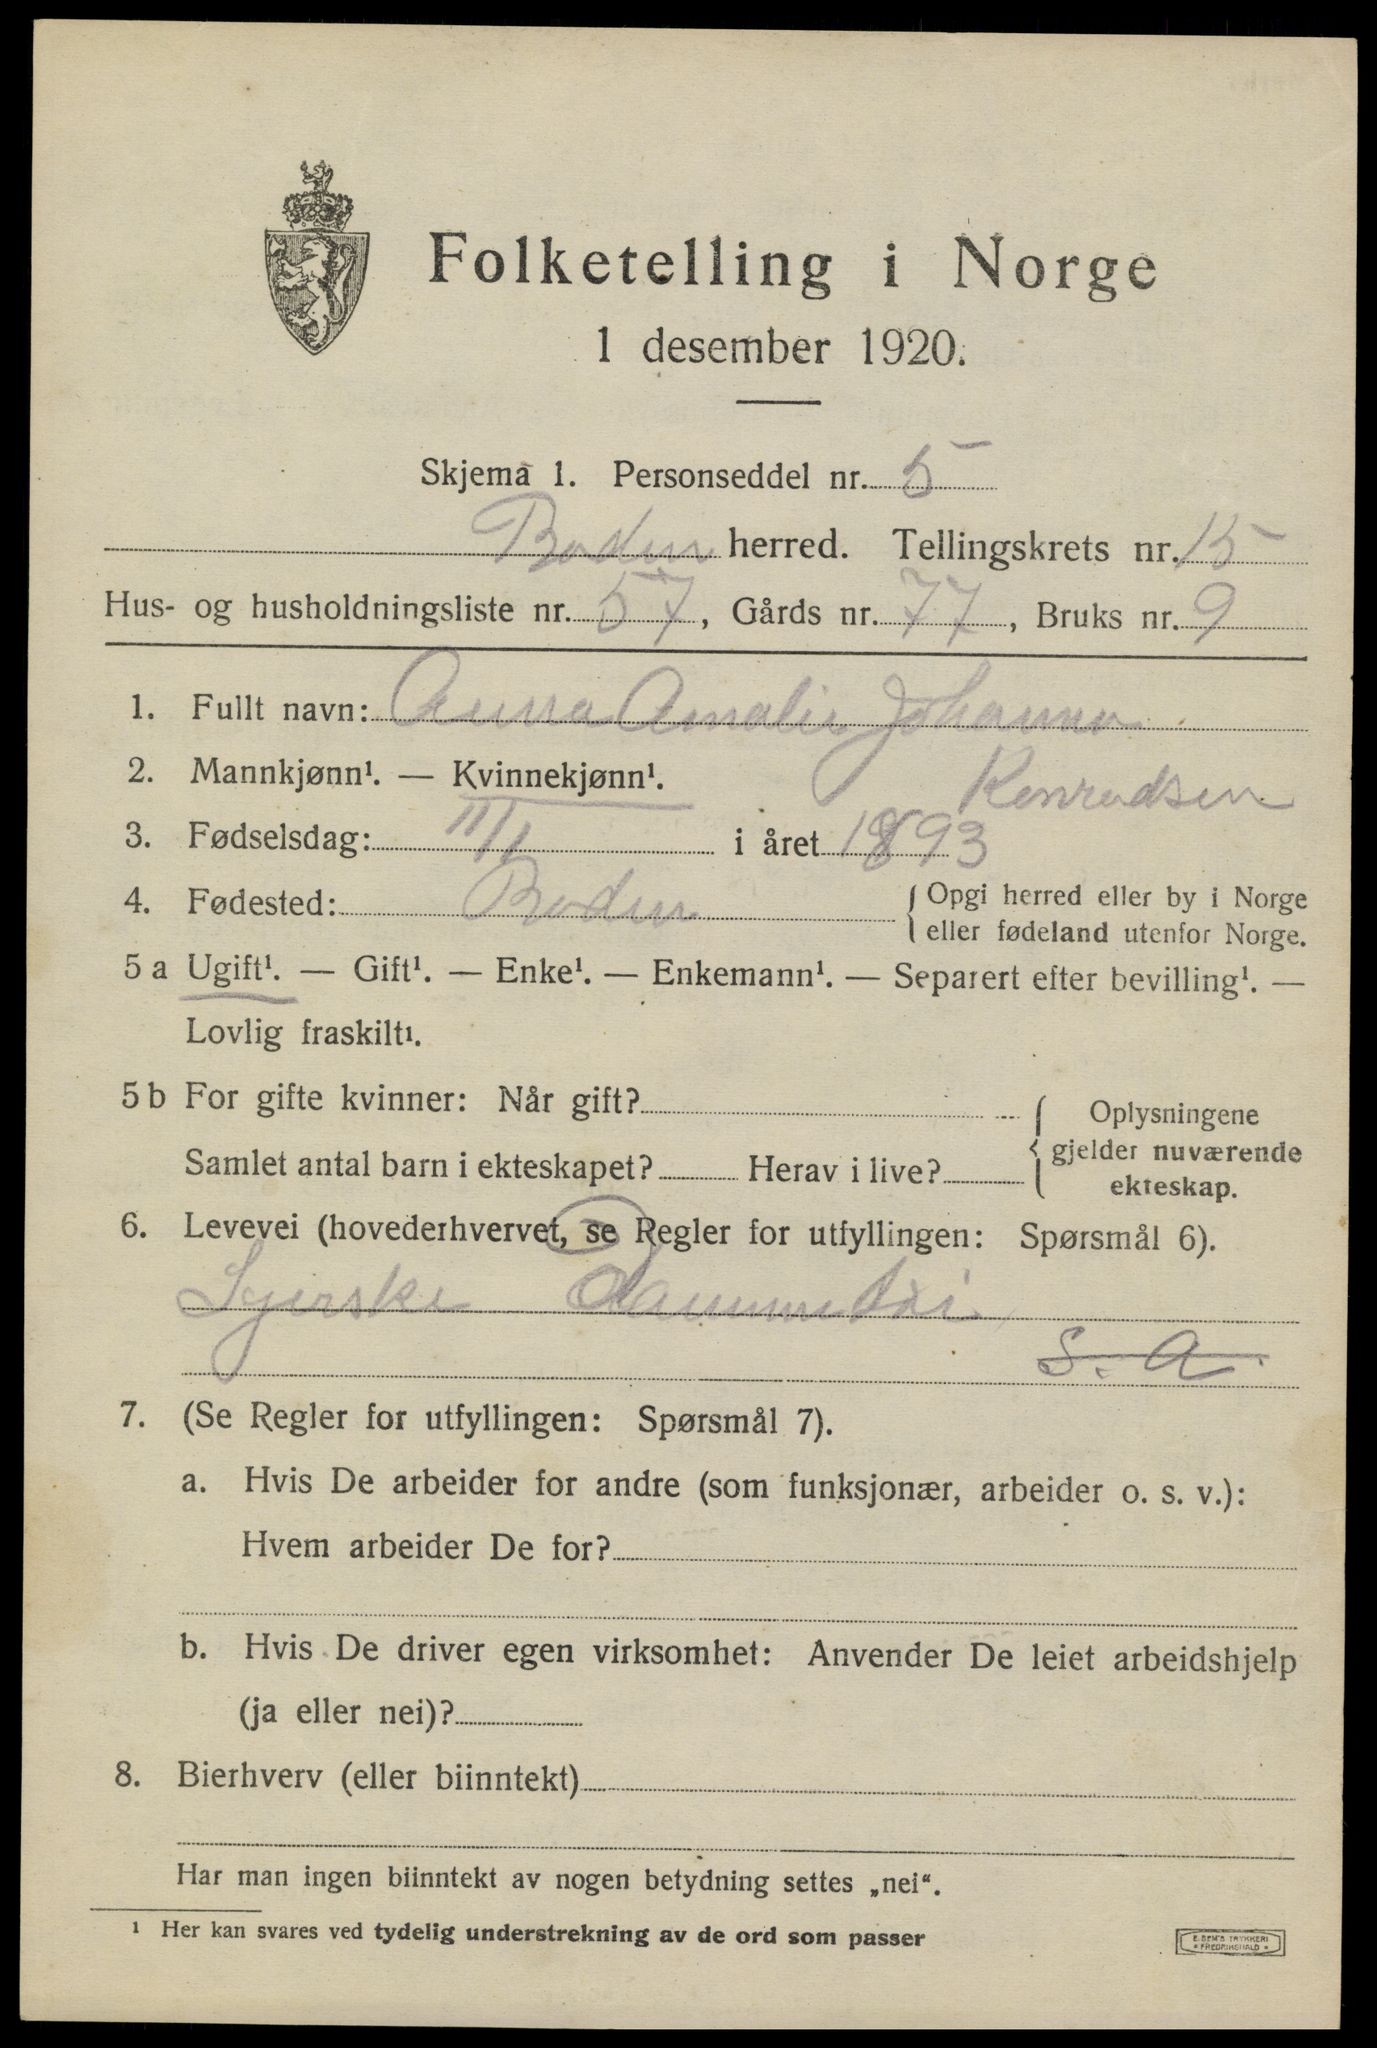 Folketelling i Norge
1 desember 1920.
Skjema 1. Personseddel nr. 5
Bodin herred. Tellingskrets nr. 15
Hus- og husholdningsliste nr. 57, Gårds nr. 77, Bruks nr. 9
1. Fullt navn: Anna Amalie Johanna
Konradsen
2. Mannkjønn¹. — Kvinnekjønn¹.
3. Fødselsdag: 11/1 i året 1893
4. Fødested: Bodin { Opgi herred eller by i Norge
eller fødeland utenfor Norge.
5 a Ugift¹. — Gift¹. — Enke¹. — Enkemann¹. — Separert efter bevilling¹. —
Lovlig fraskilt¹.
5 b For gifte kvinner: Når gift? { Oplysningene
gjelder nuværende
ekteskap.
Samlet antal barn i ekteskapet? Herav i live?
6. Levevei (hovederhvervet, se Regler for utfyllingen: Spørsmål 6).
Syerske
S. A.
7. (Se Regler for utfyllingen: Spørsmål 7).
a. Hvis De arbeider for andre (som funksjonær, arbeider o. s. v.):
Hvem arbeider De for?
b. Hvis De driver egen virksomhet: Anvender De leiet arbeidshjelp
(ja eller nei)?
8. Bierhverv (eller biinntekt)
Har man ingen biinntekt av nogen betydning settes „nei“.
¹ Her kan svares ved tydelig understrekning av de ord som passer
E. SEM'S TRYKKERI
FREDRIKSHALD